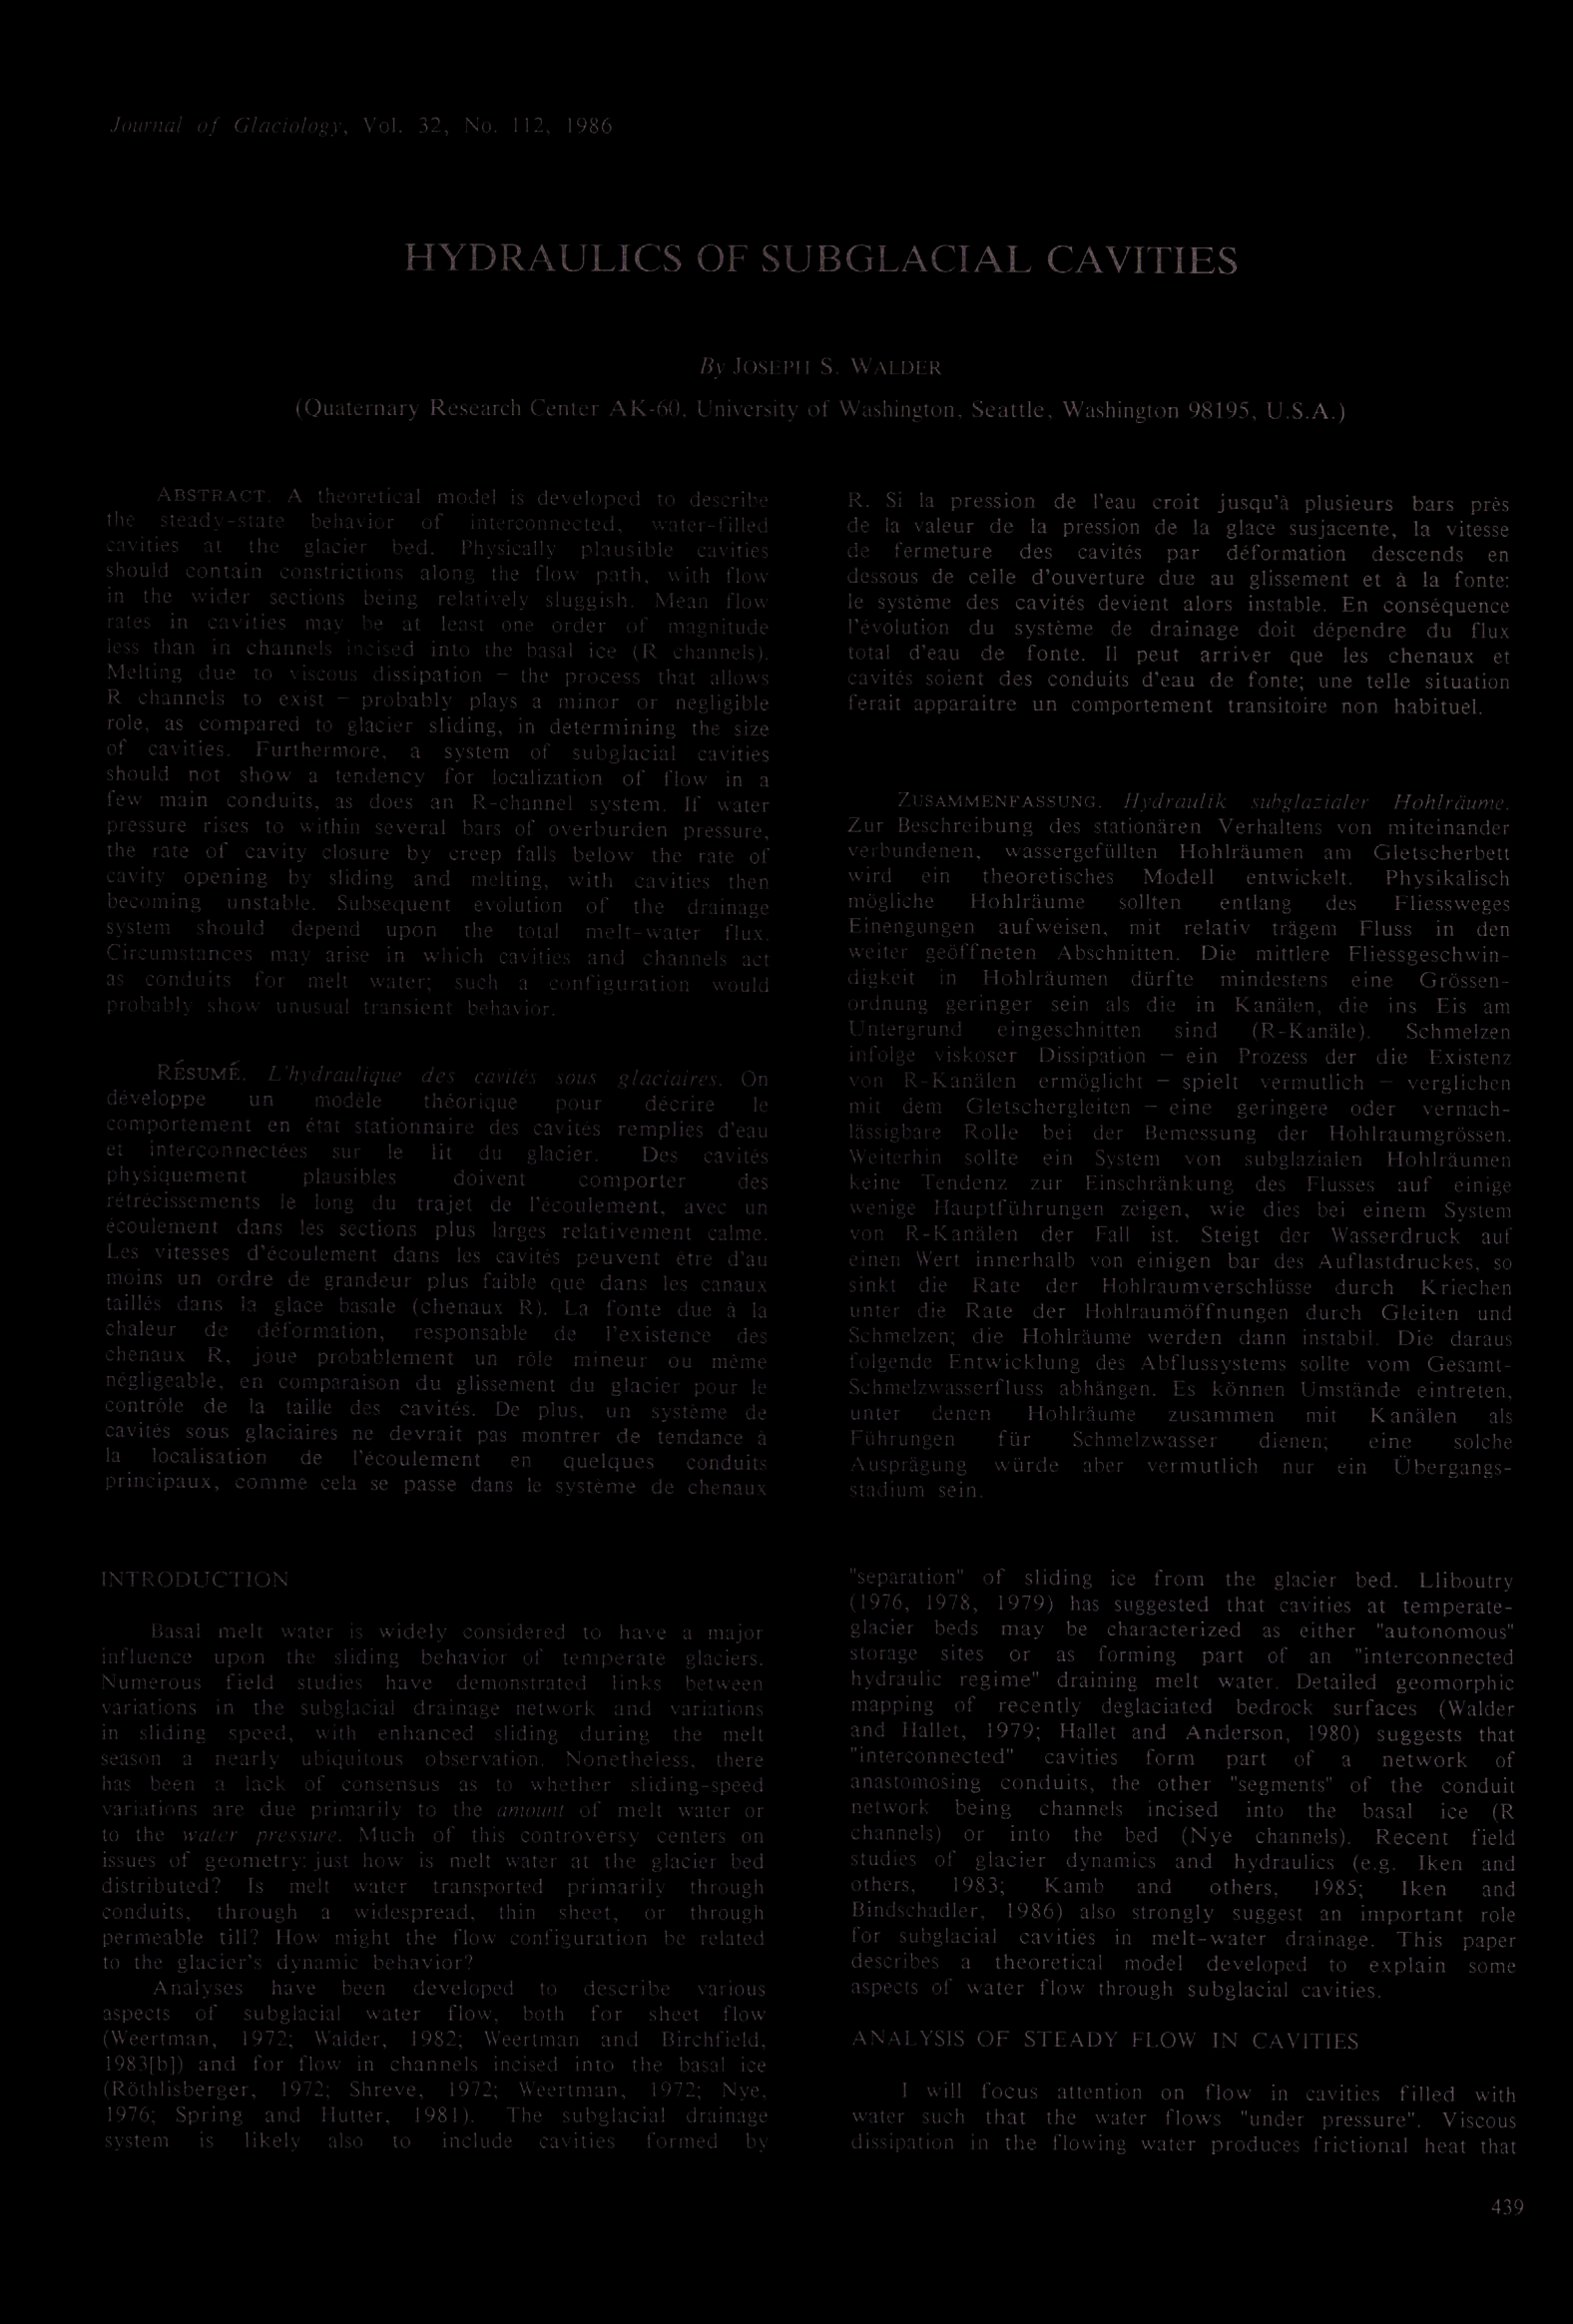 Journal of Glaciology, Vol. 32, No. 112, 1986
HYDRAULICS OF SUBGLACIAL CAVITIES
By JOSEPH S. WALDER
(Quaternary Research Center AK-60, University of Washington, Seattle, Washington 98195, U.S.A.)
ABSTRACT. A theoretical model is developed to describe
the steady-state behavior of interconnected, water-filled
cavities at the glacier bed. Physically plausible cavities
should contain constrictions along the flow path, with flow
in the wider sections being relatively sluggish. Mean flow
rates in cavities may be at least one order of magnitude
less than in channels incised into the basal ice (R channels).
Melting due to viscous dissipation — the process that allows
R channels to exist — probably plays a minor or negligible
role, as compared to glacier sliding, in determining the size
of cavities. Furthermore, a system of subglacial cavities
should not show a tendency for localization of flow in a
few main conduits, as does an R-channel system. If water
pressure rises to within several bars of overburden pressure,
the rate of cavity closure by creep falls below the rate of
cavity opening by sliding and melting, with cavities then
becoming unstable. Subsequent evolution of the drainage
system should depend upon the total melt-water flux.
Circumstances may arise in which cavities and channels act
as conduits for melt water; such a configuration would
probably show unusual transient behavior.
RÉSUMÉ. L'hydraulique des cavités sous glaciaires. On
développe un modèle théorique pour décrire le
comportement en état stationnaire des cavités remplies d'eau
et interconnectées sur le lit du glacier. Des cavités
physiquement plausibles doivent comporter des
rétrécissements le long du trajet de l'écoulement, avec un
écoulement dans les sections plus larges relativement calme.
Les vitesses d'écoulement dans les cavités peuvent être d'au
moins un ordre de grandeur plus faible que dans les canaux
taillés dans la glace basale (chenaux R). La fonte due à la
chaleur de déformation, responsable de l'existence des
chenaux R, joue probablement un rôle mineur ou même
négligeable, en comparaison du glissement du glacier pour le
contrôle de la taille des cavités. De plus, un système de
cavités sous glaciaires ne devrait pas montrer de tendance à
la localisation de l'écoulement en quelques conduits
principaux, comme cela se passe dans le système de chenaux
R. Si la pression de l'eau croit jusqu'à plusieurs bars près
de la valeur de la pression de la glace susjacente, la vitesse
de fermeture des cavités par déformation descends en
dessous de celle d'ouverture due au glissement et à la fonte:
le système des cavités devient alors instable. En conséquence
l'évolution du système de drainage doit dépendre du flux
total d'eau de fonte. Il peut arriver que les chenaux et
cavités soient des conduits d'eau de fonte; une telle situation
ferait apparaitre un comportement transitoire non habituel.
ZUSAMMENFASSUNG. Hydraulik subglazialer Hohlräume.
Zur Beschreibung des stationären Verhaltens von miteinander
verbundenen, wassergefüllten Hohlräumen am Gletscherbett
wird ein theoretisches Modell entwickelt. Physikalisch
mögliche Hohlräume sollten entlang des Fliessweges
Einengungen aufweisen, mit relativ trägem Fluss in den
weiter geöffneten Abschnitten. Die mittlere Fliessgeschwin-
digkeit in Hohlräumen dürfte mindestens eine Grössen-
ordnung geringer sein als die in Kanälen, die ins Eis am
Untergrund eingeschnitten sind (R-Kanäle). Schmelzen
infolge viskoser Dissipation — ein Prozess der die Existenz
von R-Kanälen ermöglicht — spielt vermutlich — verglichen
mit dem Gletschergleiten — eine geringere oder vernach-
lässigbare Rolle bei der Bemessung der Hohlraumgrössen.
Weiterhin sollte ein System von subglazialen Hohlräumen
keine Tendenz zur Einschränkung des Flusses auf einige
wenige Hauptführungen zeigen, wie dies bei einem System
von R-Kanälen der Fall ist. Steigt der Wasserdruck auf
einen Wert innerhalb von einigen bar des Auflastdruckes, so
sinkt die Rate der Hohlraumverschlüsse durch Kriechen
unter die Rate der Hohlraumöffnungen durch Gleiten und
Schmelzen; die Hohlräume werden dann instabil. Die daraus
folgende Entwicklung des Abflussystems sollte vom Gesamt-
Schmelzwasserfluss abhängen. Es können Umstände eintreten,
unter denen Hohlräume zusammen mit Kanälen als
Führungen für Schmelzwasser dienen; eine solche
Ausprägung würde aber vermutlich nur ein Übergangs-
stadium sein.
INTRODUCTION
Basal melt water is widely considered to have a major
influence upon the sliding behavior of temperate glaciers.
Numerous field studies have demonstrated links between
variations in the subglacial drainage network and variations
in sliding speed, with enhanced sliding during the melt
season a nearly ubiquitous observation. Nonetheless, there
has been a lack of consensus as to whether sliding-speed
variations are due primarily to the amount of melt water or
to the water pressure. Much of this controversy centers on
issues of geometry: just how is melt water at the glacier bed
distributed? Is melt water transported primarily through
conduits, through a widespread, thin sheet, or through
permeable till? How might the flow configuration be related
to the glacier's dynamic behavior?
Analyses have been developed to describe various
aspects of subglacial water flow, both for sheet flow
(Weertman, 1972; Walder, 1982; Weertman and Birchfield,
1983[b]) and for flow in channels incised into the basal ice
(Röthlisberger, 1972; Shreve, 1972; Weertman, 1972; Nye,
1976; Spring and Hutter, 1981). The subglacial drainage
system is likely also to include cavities formed by
"separation" of sliding ice from the glacier bed. Lliboutry
(1976, 1978, 1979) has suggested that cavities at temperate-
glacier beds may be characterized as either "autonomous"
storage sites or as forming part of an "interconnected
hydraulic regime" draining melt water. Detailed geomorphic
mapping of recently deglaciated bedrock surfaces (Walder
and Hallet, 1979; Hallet and Anderson, 1980) suggests that
"interconnected" cavities form part of a network of
anastomosing conduits, the other "segments" of the conduit
network being channels incised into the basal ice (R
channels) or into the bed (Nye channels). Recent field
studies of glacier dynamics and hydraulics (e.g. Iken and
others, 1983; Kamb and others, 1985; Iken and
Bindschadler, 1986) also strongly suggest an important role
for subglacial cavities in melt-water drainage. This paper
describes a theoretical model developed to explain some
aspects of water flow through subglacial cavities.
ANALYSIS OF STEADY FLOW IN CAVITIES
I will focus attention on flow in cavities filled with
water such that the water flows "under pressure". Viscous
dissipation in the flowing water produces frictional heat that
439